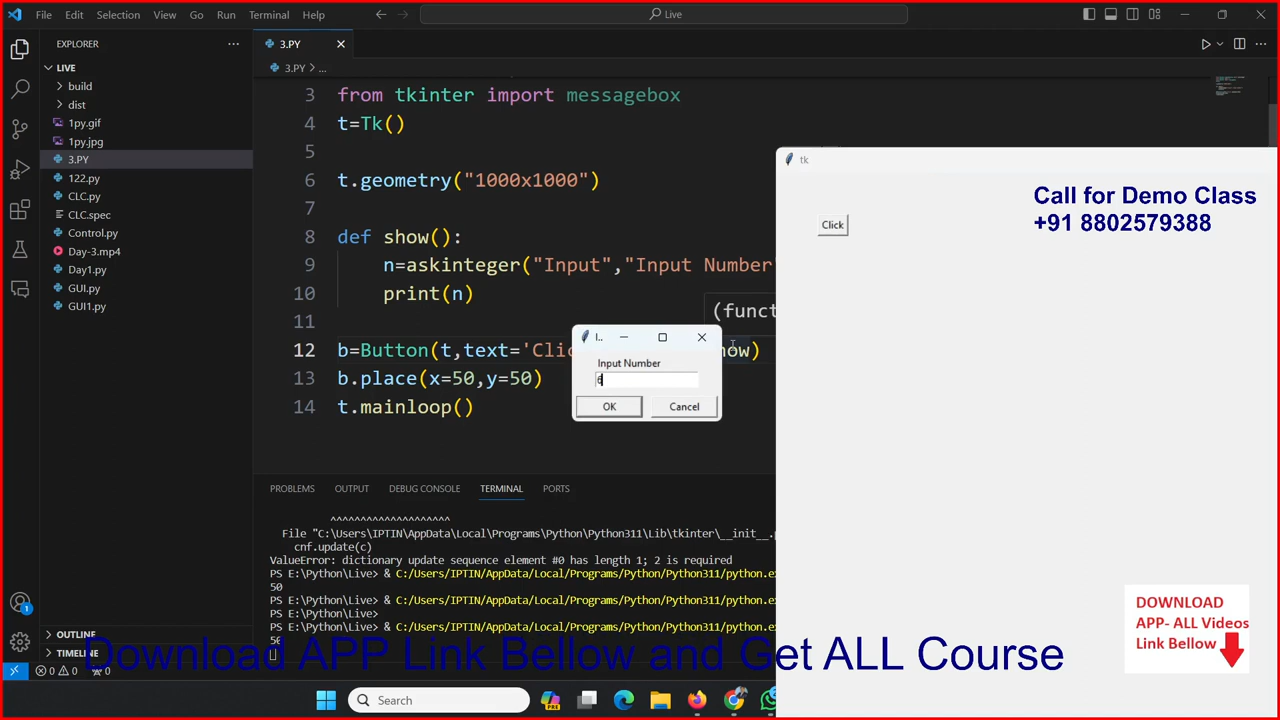 File Edit Selection View Go Run Terminal Help
Live
EXPLORER
3.PY
LIVE
3.PY > ...
build
dist
1py.gif
1py.jpg
3.PY
122.py
CLC.py
CLC.spec
Control.py
Day-3.mp4
Day1.py
GUI.py
GUI1.py
OUTLINE
TIMELINE
3 from tkinter import messagebox
4 t=Tk()
5
6 t.geometry("1000x1000")
7
8 def show():
9 n=askinteger("Input","Input Number"
10 print(n)
11
(funct
12 b=Button(t,text='Clic how)
13 b.place(x=50,y=50)
14 t.mainloop()
I..
Input Number
6
OK Cancel
tk
Click
Call for Demo Class
+91 8802579388
PROBLEMS OUTPUT DEBUG CONSOLE TERMINAL PORTS
^^^^^^^^^^^^^^^^^^^^
File "C:\Users\IPTIN\AppData\Local\Programs\Python\Python311\Lib\tkinter\__init__.p
cnf.update(c)
ValueError: dictionary update sequence element #0 has length 1; 2 is required
PS E:\Python\Live> & C:/Users/IPTIN/AppData/Local/Programs/Python/Python311/python.ex
50
PS E:\Python\Live> & C:/Users/IPTIN/AppData/Local/Programs/Python/Python311/python.ex
PS E:\Python\Live>
PS E:\Python\Live> & C:/Users/IPTIN/AppData/Local/Programs/Python/Python311/python.ex
56
DOWNLOAD
APP- ALL Videos
Link Bellow
Download APP Link Bellow and Get ALL Course
1
0 0 0
Search
PRE